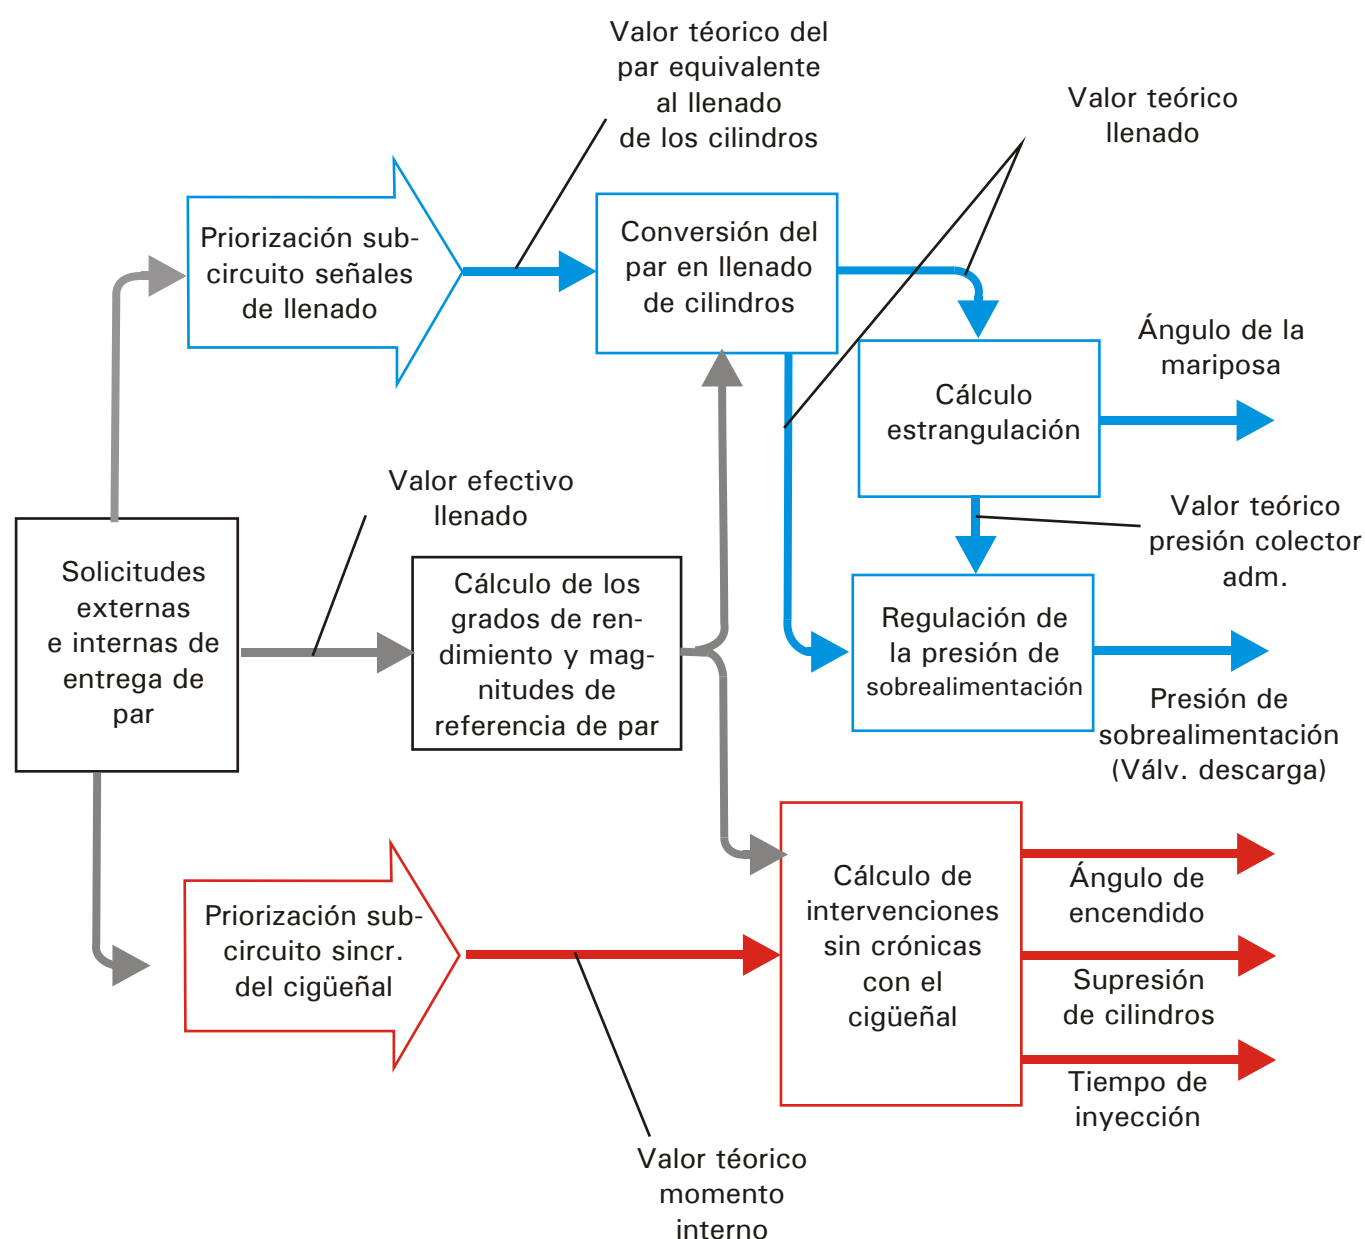 Valor téorico del
par equivalente
al llenado
de los cilindros
Valor teórico
llenado
Priorización sub-
circuito señales
de llenado
Conversión del
par en llenado
de cilindros
Ángulo de la
mariposa
Cálculo
estrangulación
Valor efectivo
llenado
Valor teórico
presión colector
adm.
Solicitudes
externas
e internas de
entrega de
par
Cálculo de los
grados de ren-
dimiento y mag-
nitudes de
referencia de par
Regulación de
la presión de
sobrealimentación
Presión de
sobrealimentación
(Válv. descarga)
Priorización sub-
circuito sincr.
del cigüeñal
Cálculo de
intervenciones
sin crónicas
con el
cigüeñal
Ángulo de
encendido
Supresión
de cilindros
Tiempo de
inyección
Valor téorico
momento
interno